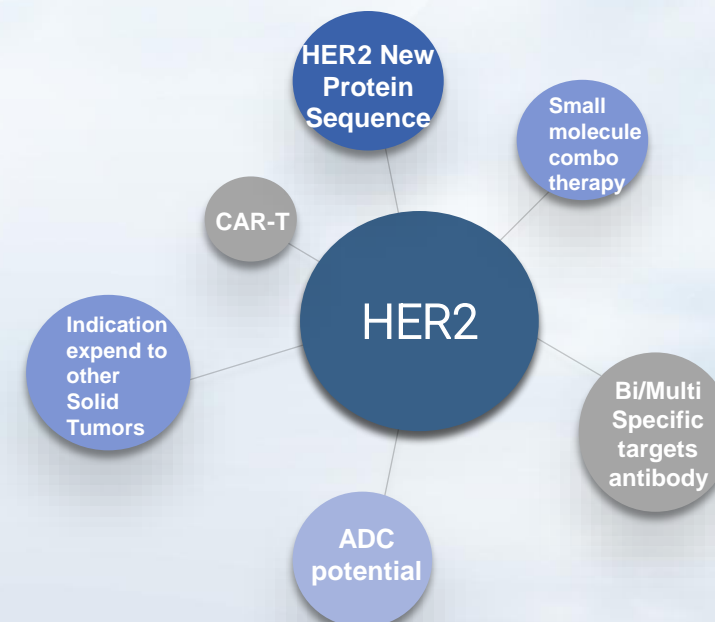 HER2 New
Protein
Sequence
Small
molecule
combo
therapy
CAR-T
HER2
Indication
expend to
other
Solid
Tumors
Bi/Multi
Specific
targets
antibody
ADC
potential